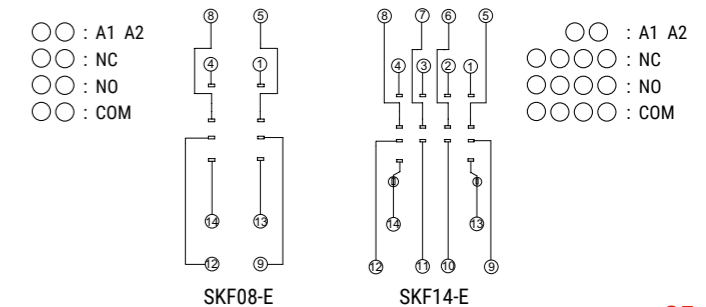 8 5
8 7 6 5
: A1 A2
: NC
: NO
: COM
: A1 A2
: NC
: NO
: COM
4 1
4 3 2 1
14 13
14 13
12 9
12 11 10 9
SKF08-E
SKF14-E